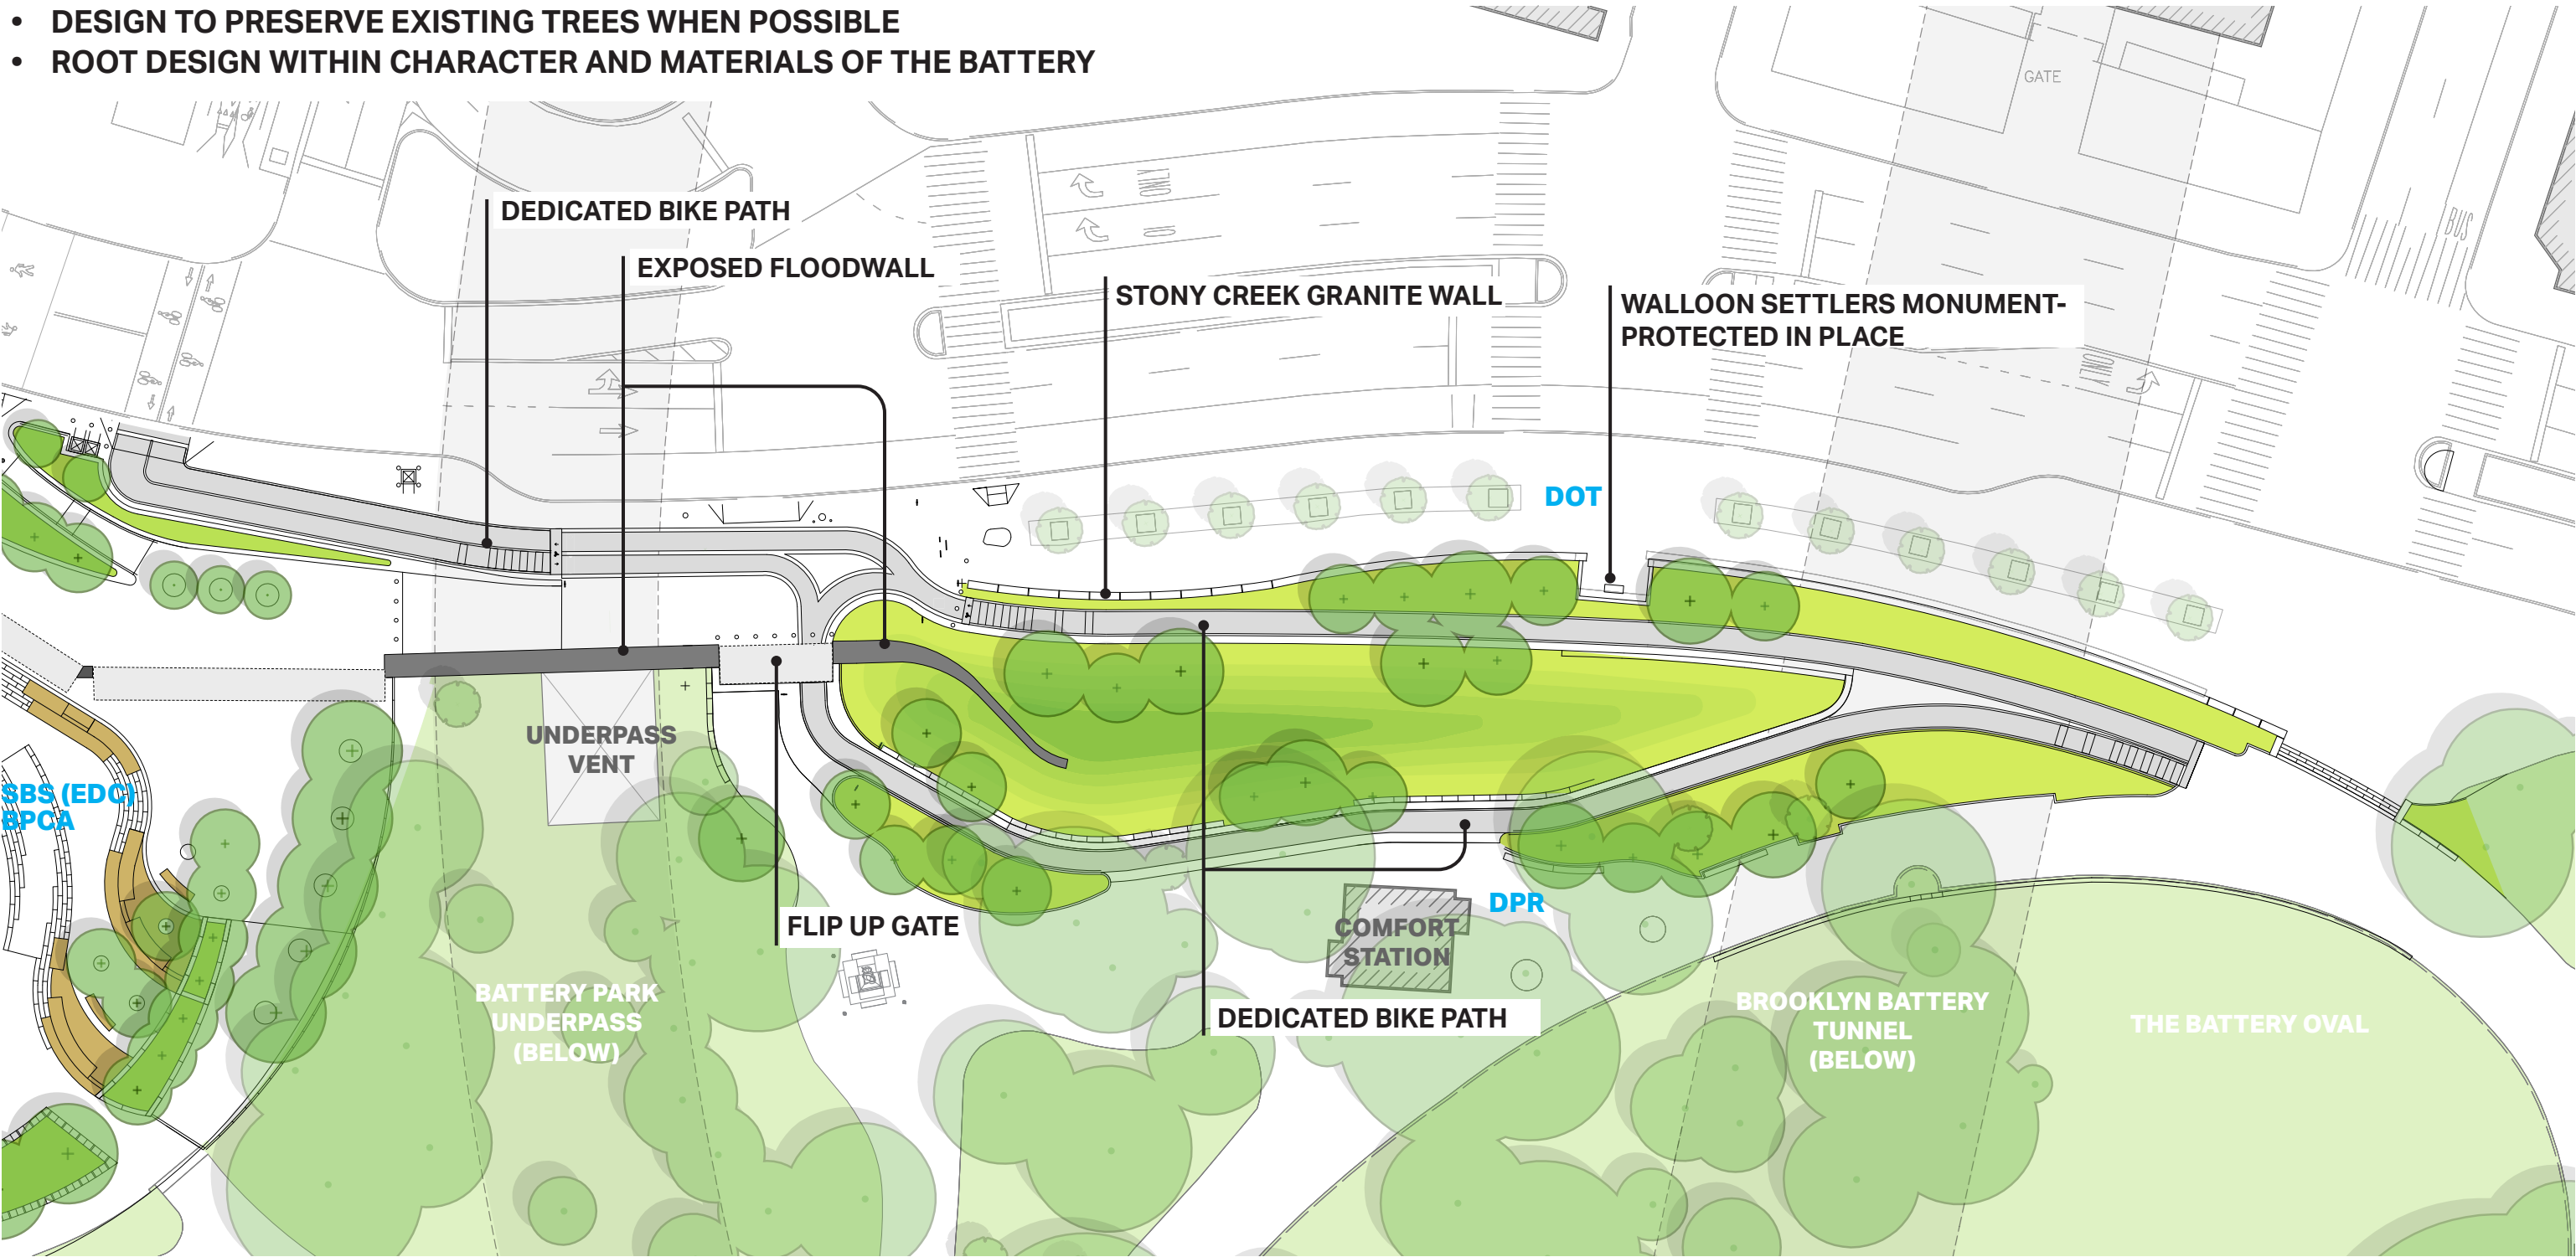 • DESIGN TO PRESERVE EXISTING TREES WHEN POSSIBLE
• ROOT DESIGN WITHIN CHARACTER AND MATERIALS OF THE BATTERY
GATE
ONLY
BUS
DEDICATED BIKE PATH
EXPOSED FLOODWALL
STONY CREEK GRANITE WALL
WALLOON SETTLERS MONUMENT-
PROTECTED IN PLACE
ONLY
DOT
UNDERPASS
VENT
SBS (EDC)
BPCA
FLIP UP GATE
DPR
COMFORT
STATION
BATTERY PARK
UNDERPASS
(BELOW)
DEDICATED BIKE PATH
BROOKLYN BATTERY
TUNNEL
(BELOW)
THE BATTERY OVAL